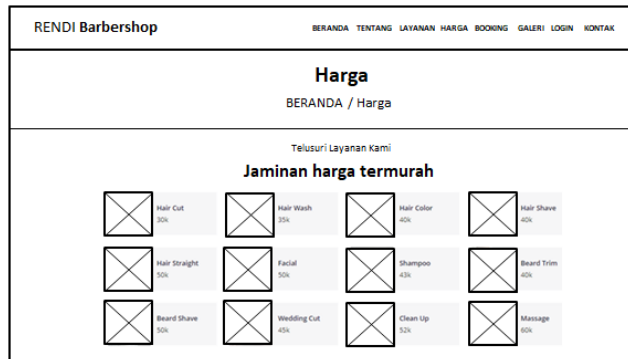 RENDI Barbershop
BERANDA TENTANG LAYANAN HARGA BOOKING GALERI LOGIN KONTAK
Harga
BERANDA / Harga
Telusuri Layanan Kami
Jaminan harga termurah
Hair Cut
30k
Hair Wash
35k
Hair Color
40k
Hair Shave
40k
Hair Straight
50k
Facial
50k
Shampoo
43k
Beard Trim
40k
Beard Shave
50k
Wedding Cut
45k
Clean Up
52k
Massage
60k